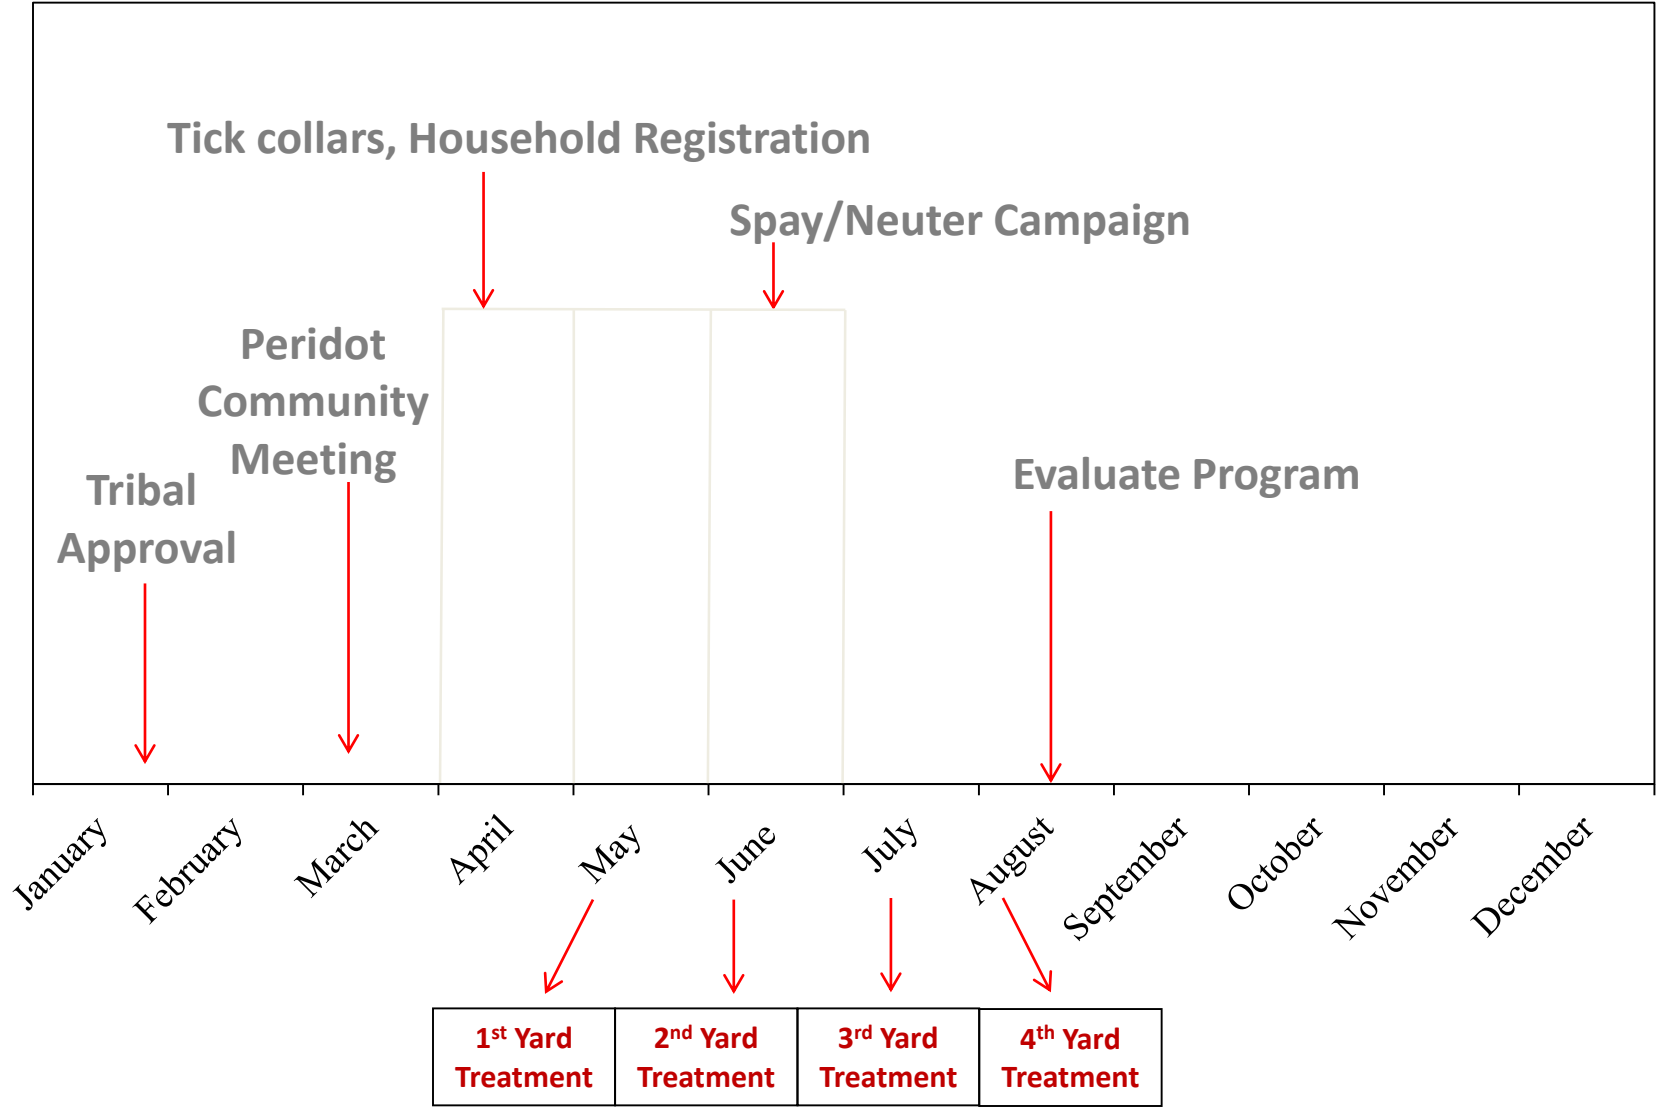 Tick collars, Household Registration
Spay/Neuter Campaign
Peridot
Community
Meeting
Tribal
Approval
Evaluate Program
January
February
March
April
May
June
July
August
September
October
November
December
1st Yard
Treatment
2nd Yard
Treatment
3rd Yard
Treatment
4th Yard
Treatment